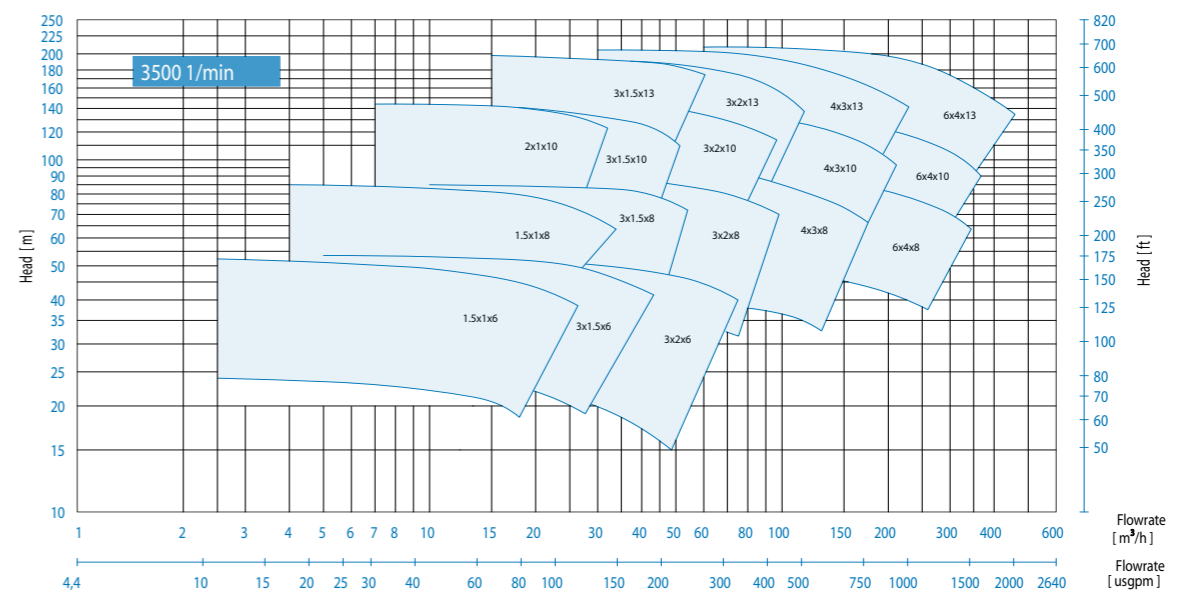 3500 1/min
Head [ m ]
250
225
200
180
160
140
120
100
90
80
70
60
50
40
35
30
25
20
15
10
3x1.5x13
3x2x13
4x3x13
6x4x13
2x1x10
3x1.5x10
3x2x10
4x3x10
6x4x10
1.5x1x8
3x1.5x8
3x2x8
4x3x8
6x4x8
1.5x1x6
3x1.5x6
3x2x6
820
700
600
500
400
350
300
250
200
175
150
125
100
80
70
60
50
Head [ ft ]
1 2 3 4 5 6 7 8 10 15 20 30 40 50 60 80 100 150 200 300 400 600
Flowrate
[ m³/h ]
4,4 10 15 20 25 30 40 60 80 100 150 200 300 400 500 750 1000 1500 2000 2640
Flowrate
[ usgpm ]